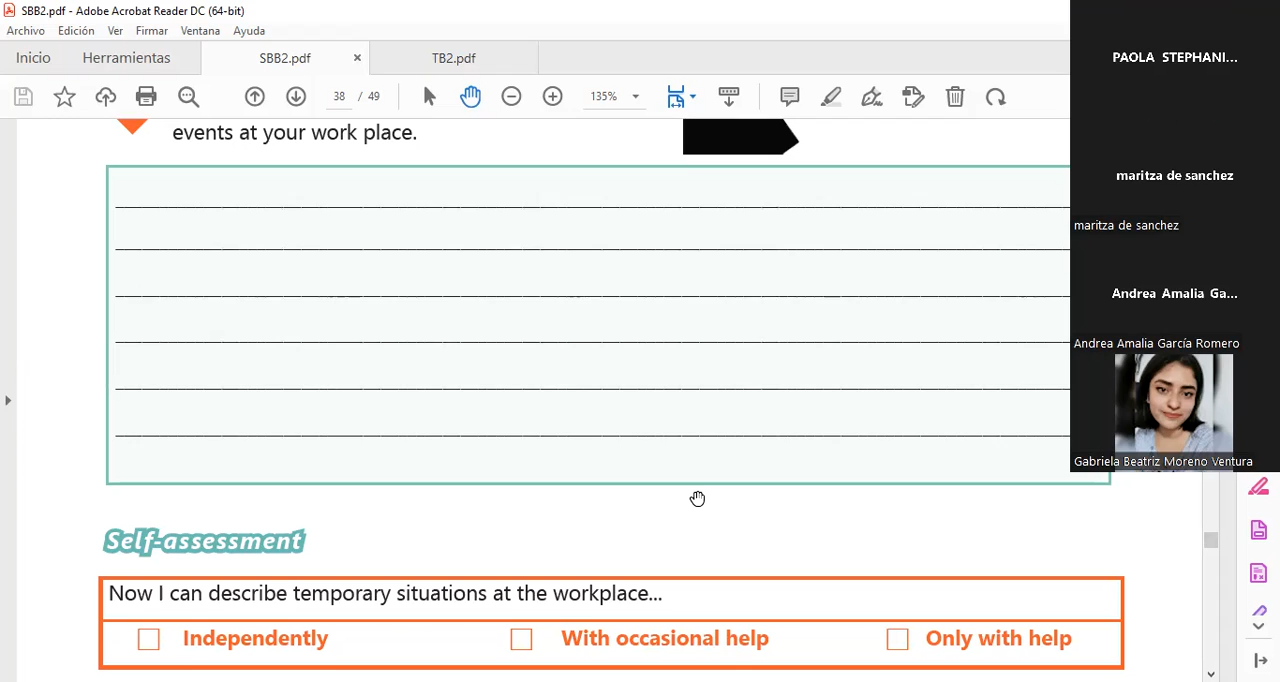 SBB2.pdf - Adobe Acrobat Reader DC (64-bit)
Archivo Edición Ver Firmar Ventana Ayuda
Inicio Herramientas SBB2.pdf × TB2.pdf
38 / 49 135%
events at your work place.
PAOLA STEPHANI...
maritza de sanchez
maritza de sanchez
Andrea Amalia Ga...
Andrea Amalia García Romero
Gabriela Beatriz Moreno Ventura
Self-assessment
Now I can describe temporary situations at the workplace...
Independently With occasional help Only with help